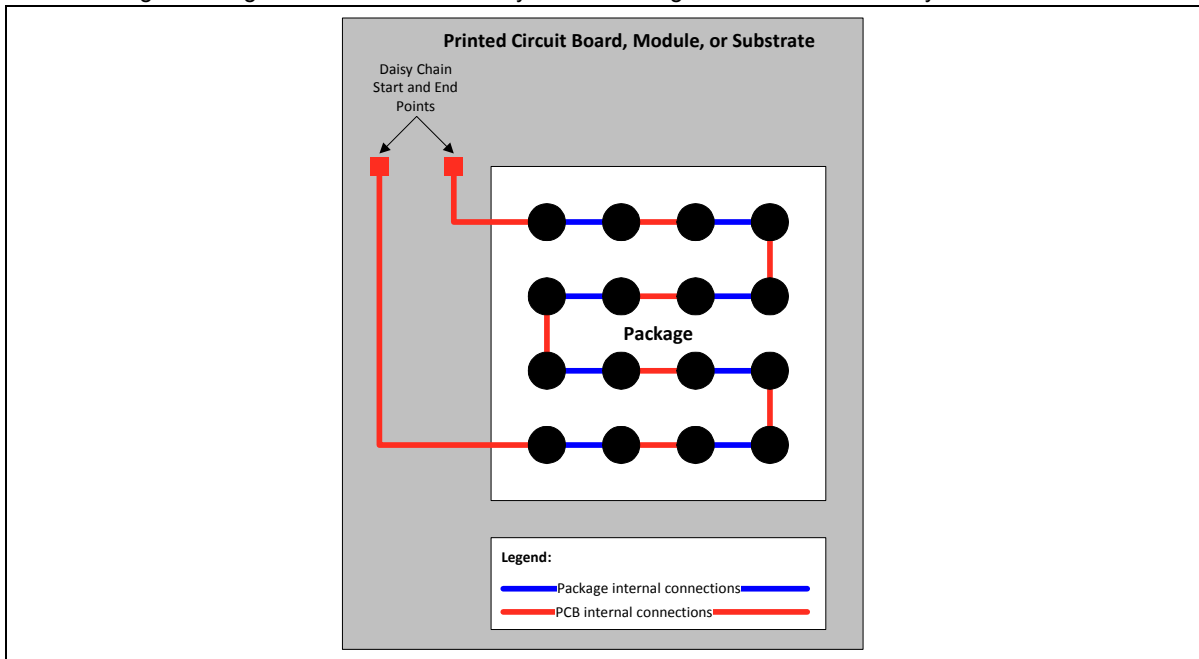 Printed Circuit Board, Module, or Substrate
Daisy Chain
Start and End
Points
Package
Legend:
Package internal connections
PCB internal connections